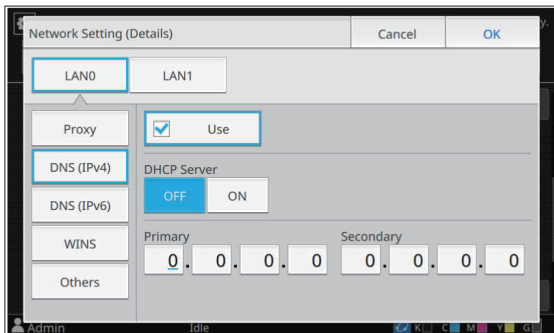 Network Setting (Details) Cancel OK
y.
LAN0 LAN1
Proxy
Use
DNS (IPv4)
DHCP Server
OFF ON
DNS (IPv6)
WINS
Primary Secondary
0 . 0 . 0 . 0 0 . 0 . 0 . 0
Others
Admin Idle K C M Y G